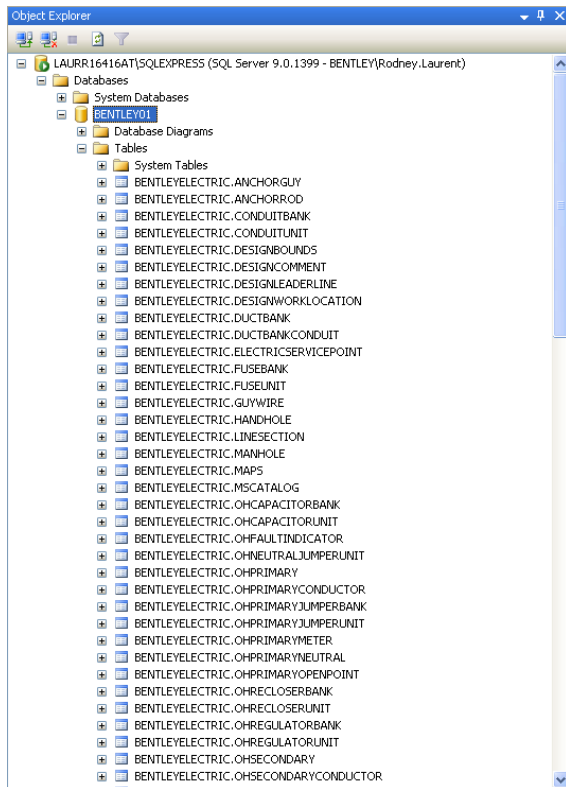 Object Explorer
LAURR16416AT\SQLEXPRESS (SQL Server 9.0.1399 - BENTLEY\Rodney.Laurent)
Databases
System Databases
BENTLEY01
Database Diagrams
Tables
System Tables
BENTLEYELECTRIC.ANCHORGUY
BENTLEYELECTRIC.ANCHORROD
BENTLEYELECTRIC.CONDUITBANK
BENTLEYELECTRIC.CONDUITUNIT
BENTLEYELECTRIC.DESIGNBOUNDS
BENTLEYELECTRIC.DESIGNCOMMENT
BENTLEYELECTRIC.DESIGNLEADERLINE
BENTLEYELECTRIC.DESIGNWORKLOCATION
BENTLEYELECTRIC.DUCTBANK
BENTLEYELECTRIC.DUCTBANKCONDUIT
BENTLEYELECTRIC.ELECTRICSERVICEPOINT
BENTLEYELECTRIC.FUSEBANK
BENTLEYELECTRIC.FUSEUNIT
BENTLEYELECTRIC.GUYWIRE
BENTLEYELECTRIC.HANDHOLE
BENTLEYELECTRIC.LINESECTION
BENTLEYELECTRIC.MANHOLE
BENTLEYELECTRIC.MAPS
BENTLEYELECTRIC.MSCATALOG
BENTLEYELECTRIC.OHCAPACITORBANK
BENTLEYELECTRIC.OHCAPACITORUNIT
BENTLEYELECTRIC.OHFAULTINDICATOR
BENTLEYELECTRIC.OHNEUTRALJUMPERUNIT
BENTLEYELECTRIC.OHPRIMARY
BENTLEYELECTRIC.OHPRIMARYCONDUCTOR
BENTLEYELECTRIC.OHPRIMARYJUMPERBANK
BENTLEYELECTRIC.OHPRIMARYJUMPERUNIT
BENTLEYELECTRIC.OHPRIMARYMETER
BENTLEYELECTRIC.OHPRIMARYNEUTRAL
BENTLEYELECTRIC.OHPRIMARYOPENPOINT
BENTLEYELECTRIC.OHRECLOSERBANK
BENTLEYELECTRIC.OHRECLOSERUNIT
BENTLEYELECTRIC.OHREGULATORBANK
BENTLEYELECTRIC.OHREGULATORUNIT
BENTLEYELECTRIC.OHSECONDARY
BENTLEYELECTRIC.OHSECONDARYCONDUCTOR